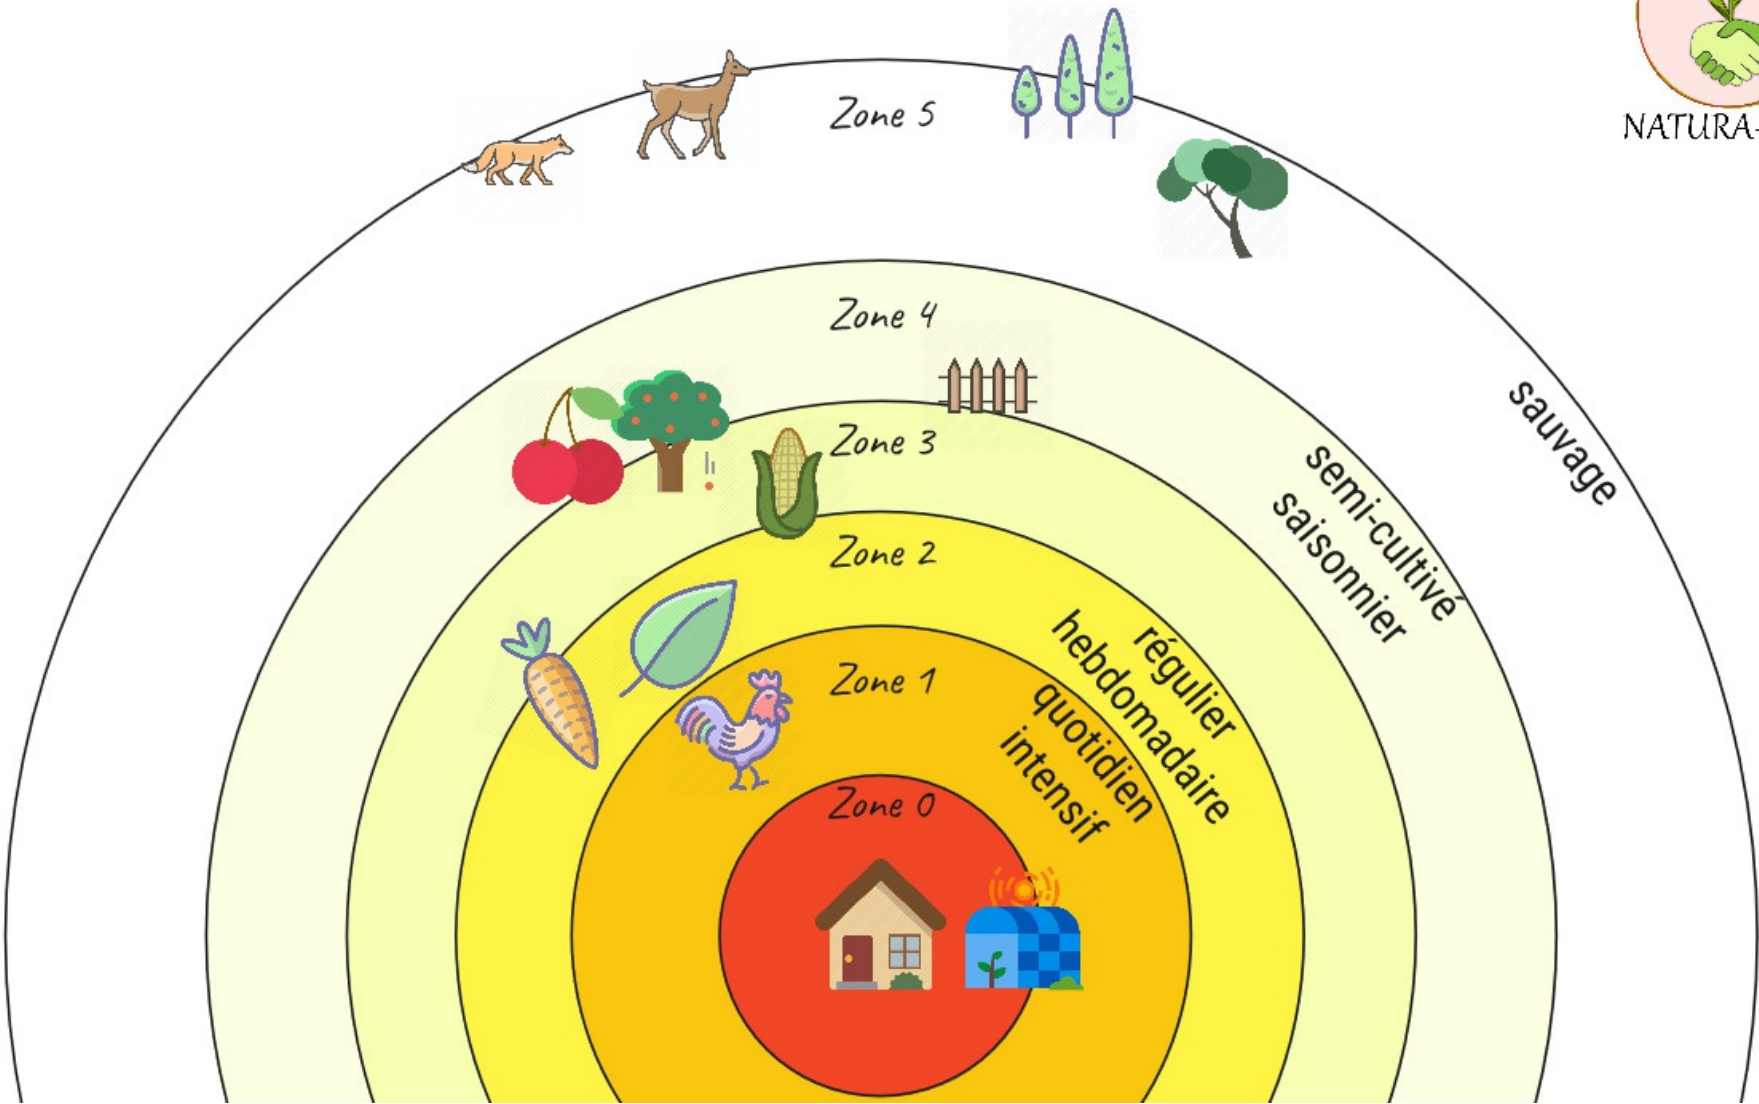 NATURA-
Zone 5
Zone 4
Zone 3
Zone 2
Zone 1
Zone 0
sauvage
semi-cultivé
saisonnier
régulier
hebdomadaire
quotidien
intensif